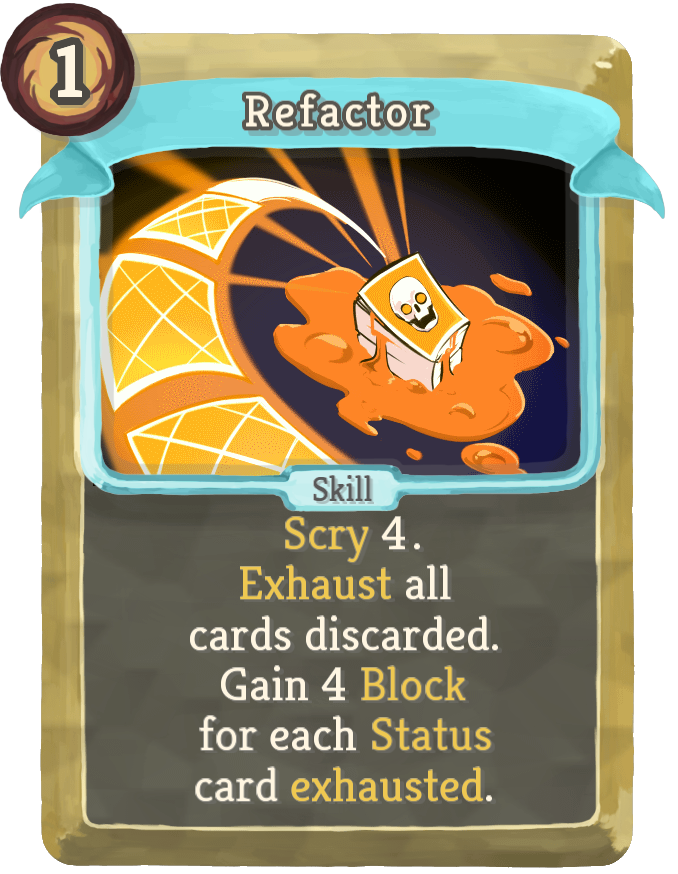 1
Refactor
Skill
Scry 4.
Exhaust all
cards discarded.
Gain 4 Block
for each Status
card exhausted.